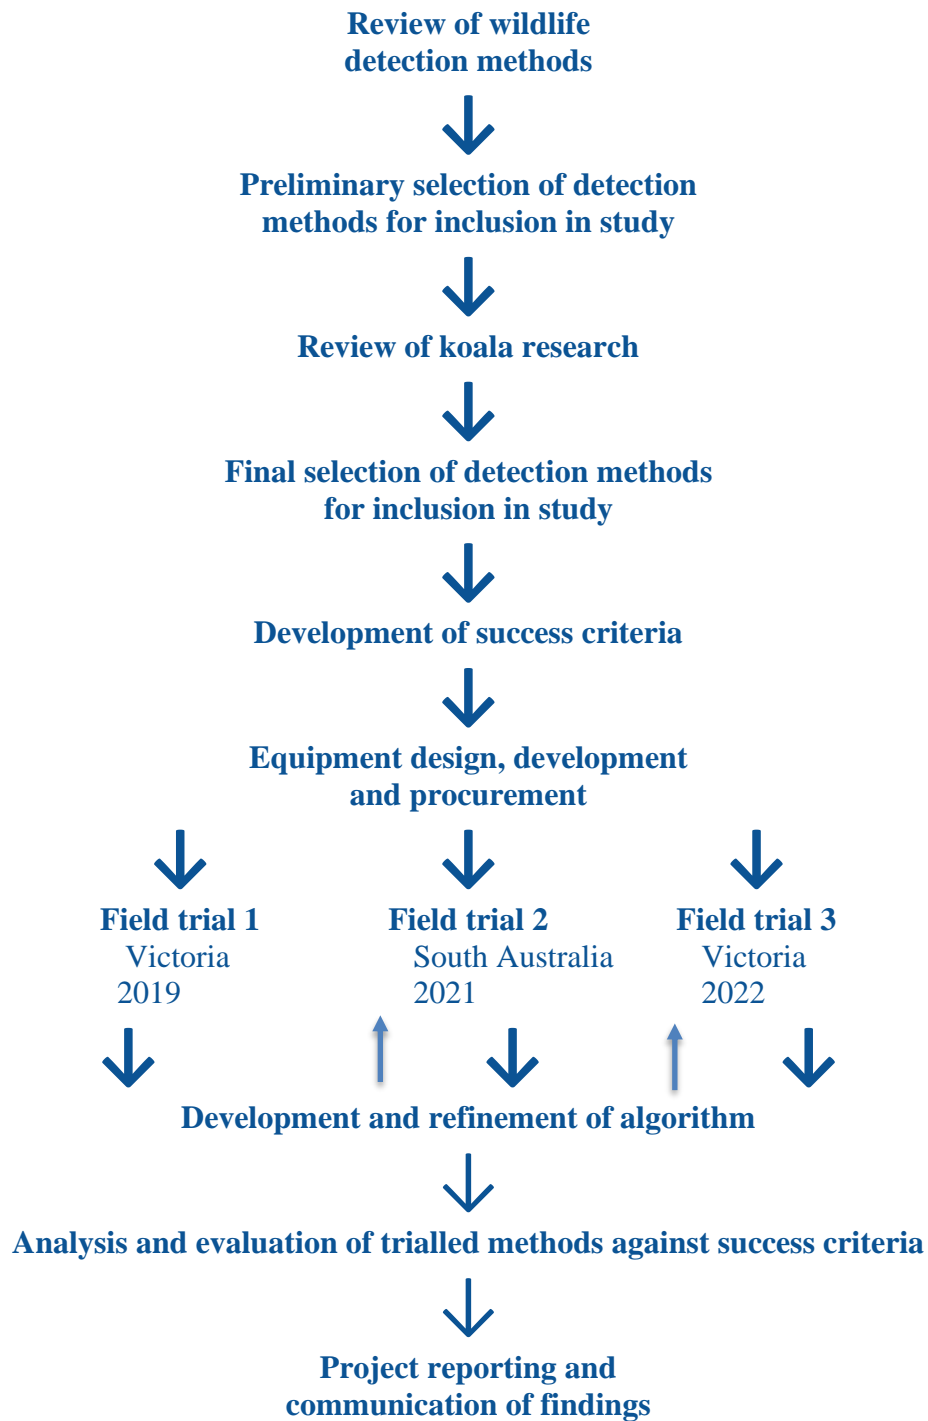 Review of wildlife
detection methods
Preliminary selection of detection
methods for inclusion in study
Review of koala research
Final selection of detection methods
for inclusion in study
Development of success criteria
Equipment design, development
and procurement
Field trial 1
Victoria
2019
Field trial 2
South Australia
2021
Field trial 3
Victoria
2022
Development and refinement of algorithm
Analysis and evaluation of trialled methods against success criteria
Project reporting and
communication of findings